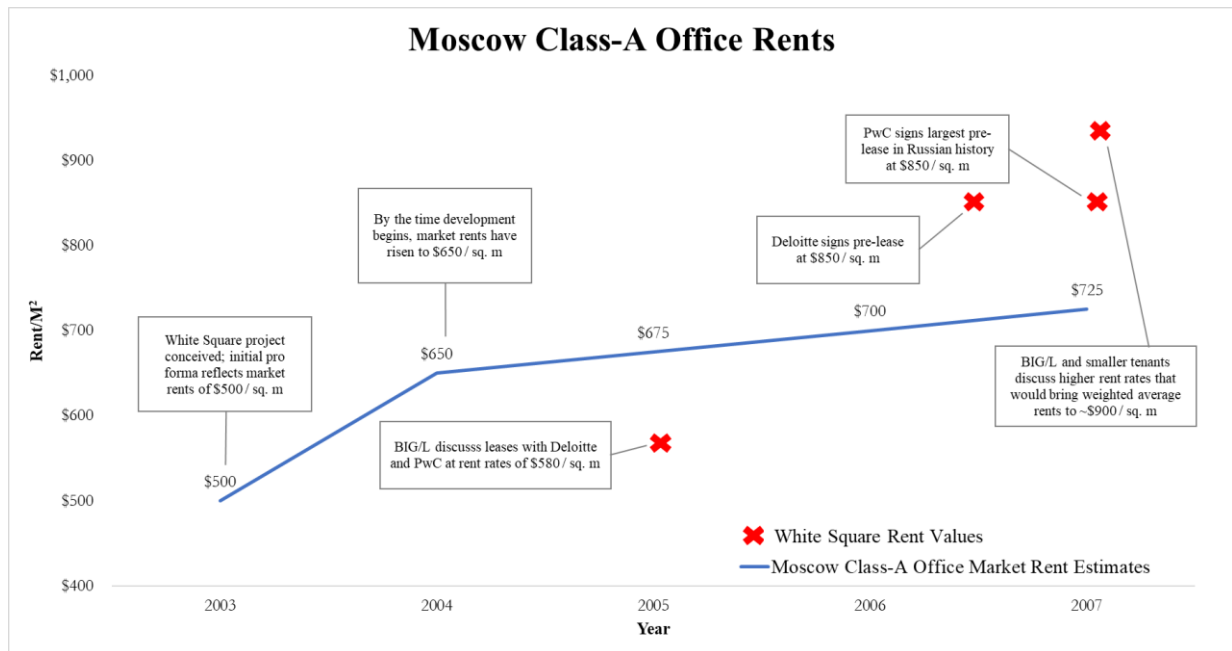 Moscow Class-A Office Rents
$1,000
$900
$800
$700
$600
$500
$400
Rent/M²
White Square project
conceived; initial pro
forma reflects market
rents of $500 / sq. m
$500
By the time development
begins, market rents have
risen to $650 / sq. m
$650
BIG/L discusss leases with Deloitte
and PwC at rent rates of $580 / sq. m
$675
Deloitte signs pre-lease
at $850 / sq. m
$700
PwC signs largest pre-
lease in Russian history
at $850 / sq. m
$725
BIG/L and smaller tenants
discuss higher rent rates that
would bring weighted average
rents to ~$900 / sq. m
White Square Rent Values
Moscow Class-A Office Market Rent Estimates
2003
2004
2005
2006
2007
Year